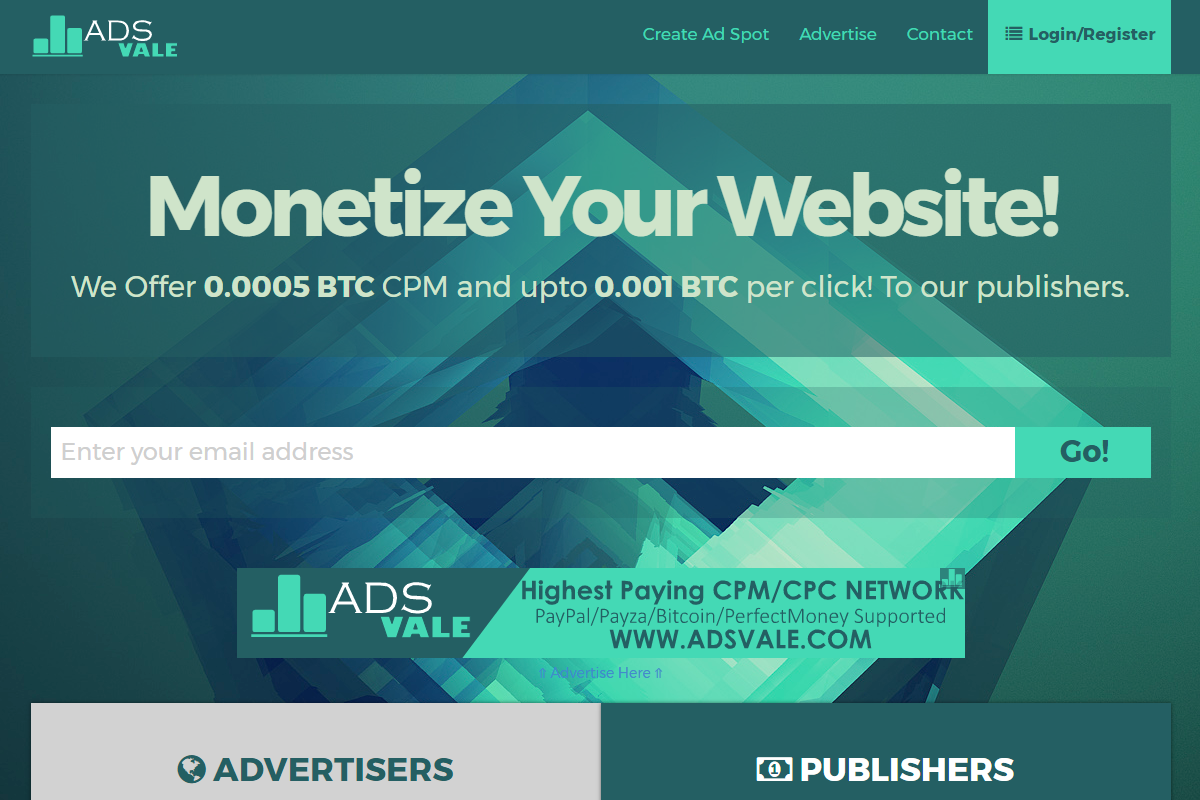 ADS
VALE
Create Ad Spot
Advertise
Contact
Login/Register
Monetize Your Website!
We Offer 0.0005 BTC CPM and upto 0.001 BTC per click! To our publishers.
Enter your email address
Go!
ADS
VALE
Highest Paying CPM/CPC NETWORK
PayPal/Payza/Bitcoin/PerfectMoney Supported
WWW.ADSVALE.COM
⇑ Advertise Here ⇑
ADVERTISERS
1 PUBLISHERS